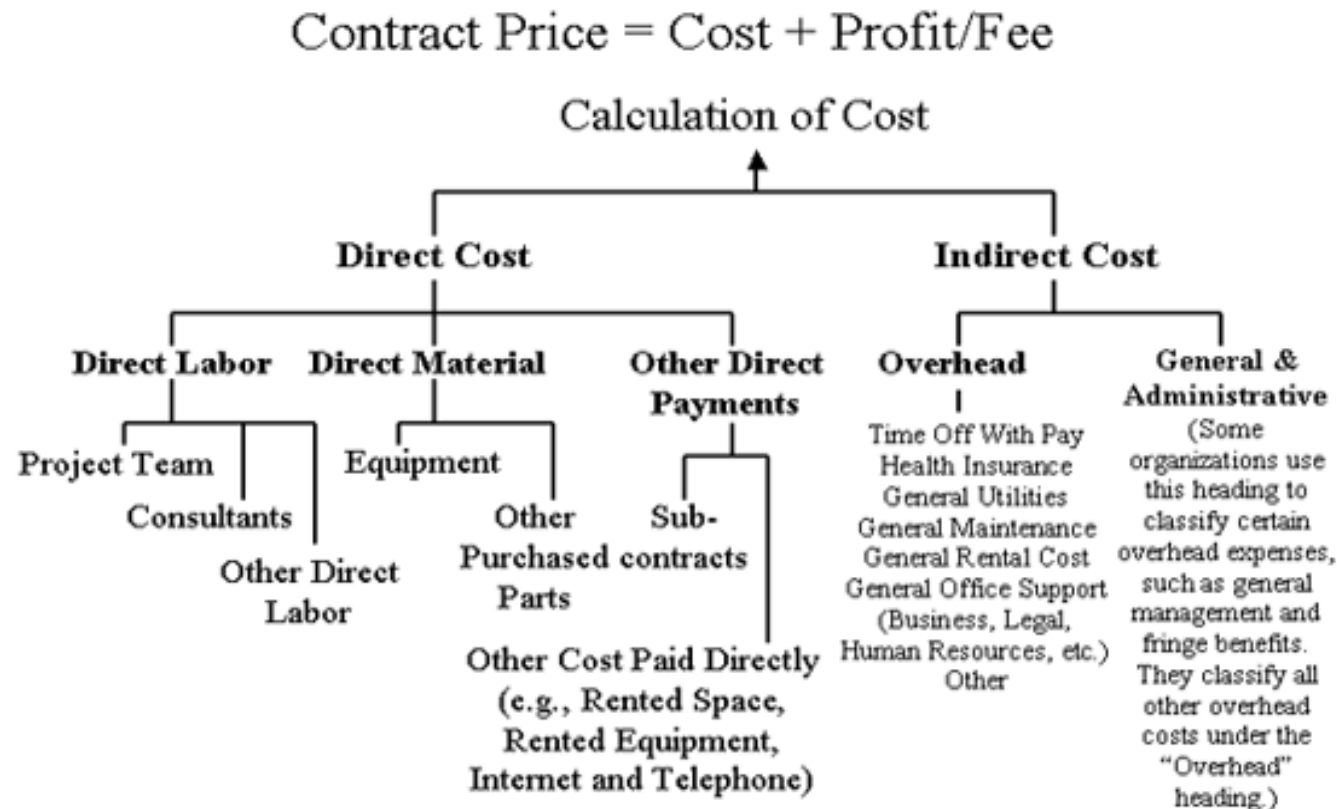 Contract Price = Cost + Profit/Fee
Calculation of Cost
Direct Cost
Indirect Cost
Direct Labor
Project Team
Consultants
Other Direct
Labor
Direct Material
Equipment
Other
Purchased
Parts
Other Direct
Payments
Sub-
contracts
Other Cost Paid Directly
(e.g., Rented Space,
Rented Equipment,
Internet and Telephone)
Overhead
Time Off With Pay
Health Insurance
General Utilities
General Maintenance
General Rental Cost
General Office Support
(Business, Legal,
Human Resources, etc.)
Other
General &
Administrative
(Some
organizations use
this heading to
classify certain
overhead expenses,
such as general
management and
fringe benefits.
They classify all
other overhead
costs under the
“Overhead”
heading.)